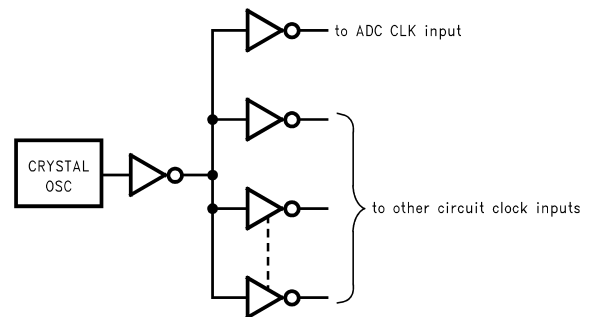 to ADC CLK input
CRYSTAL
OSC
to other circuit clock inputs